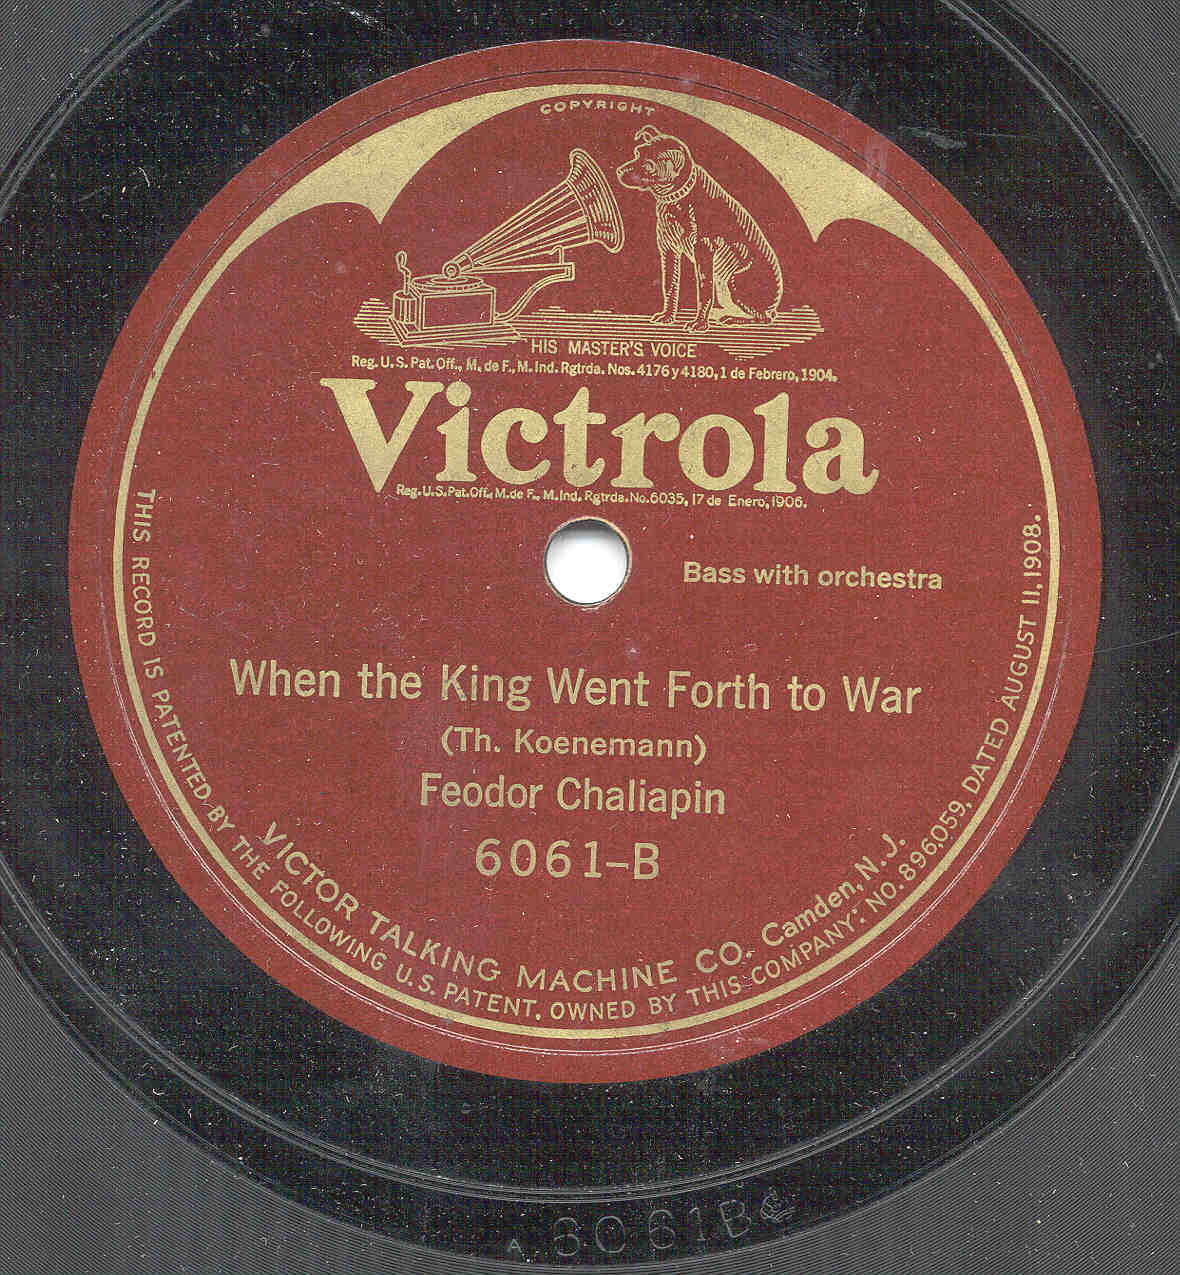 COPYRIGHT
HIS MASTER'S VOICE
Reg. U.S. Pat. Off., M. de F., M. Ind. Rgtrda. Nos. 4176 y 4180, 1 de Febrero, 1904.
Victrola
Reg. U.S. Pat. Off., M. de F., M. Ind. Rgtrda. No. 6035, 17 de Enero, 1906.
Bass with orchestra
When the King Went Forth to War
(Th. Koenemann)
Feodor Chaliapin
6061-B
VICTOR TALKING MACHINE CO. Camden, N.J.
THIS RECORD IS PATENTED BY THE FOLLOWING U.S. PATENT, OWNED BY THIS COMPANY: NO. 896,059, DATED AUGUST 11, 1908.
A 6061B